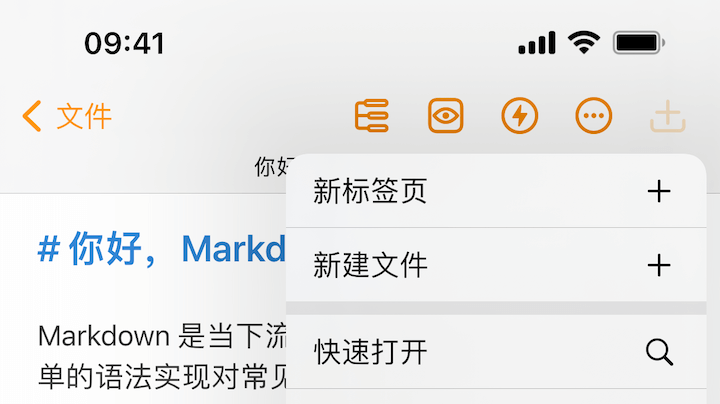 09:41
文件
你好
新标签页
# 你好，Markd
新建文件
Markdown 是当下流
快速打开
单的语法实现对常见